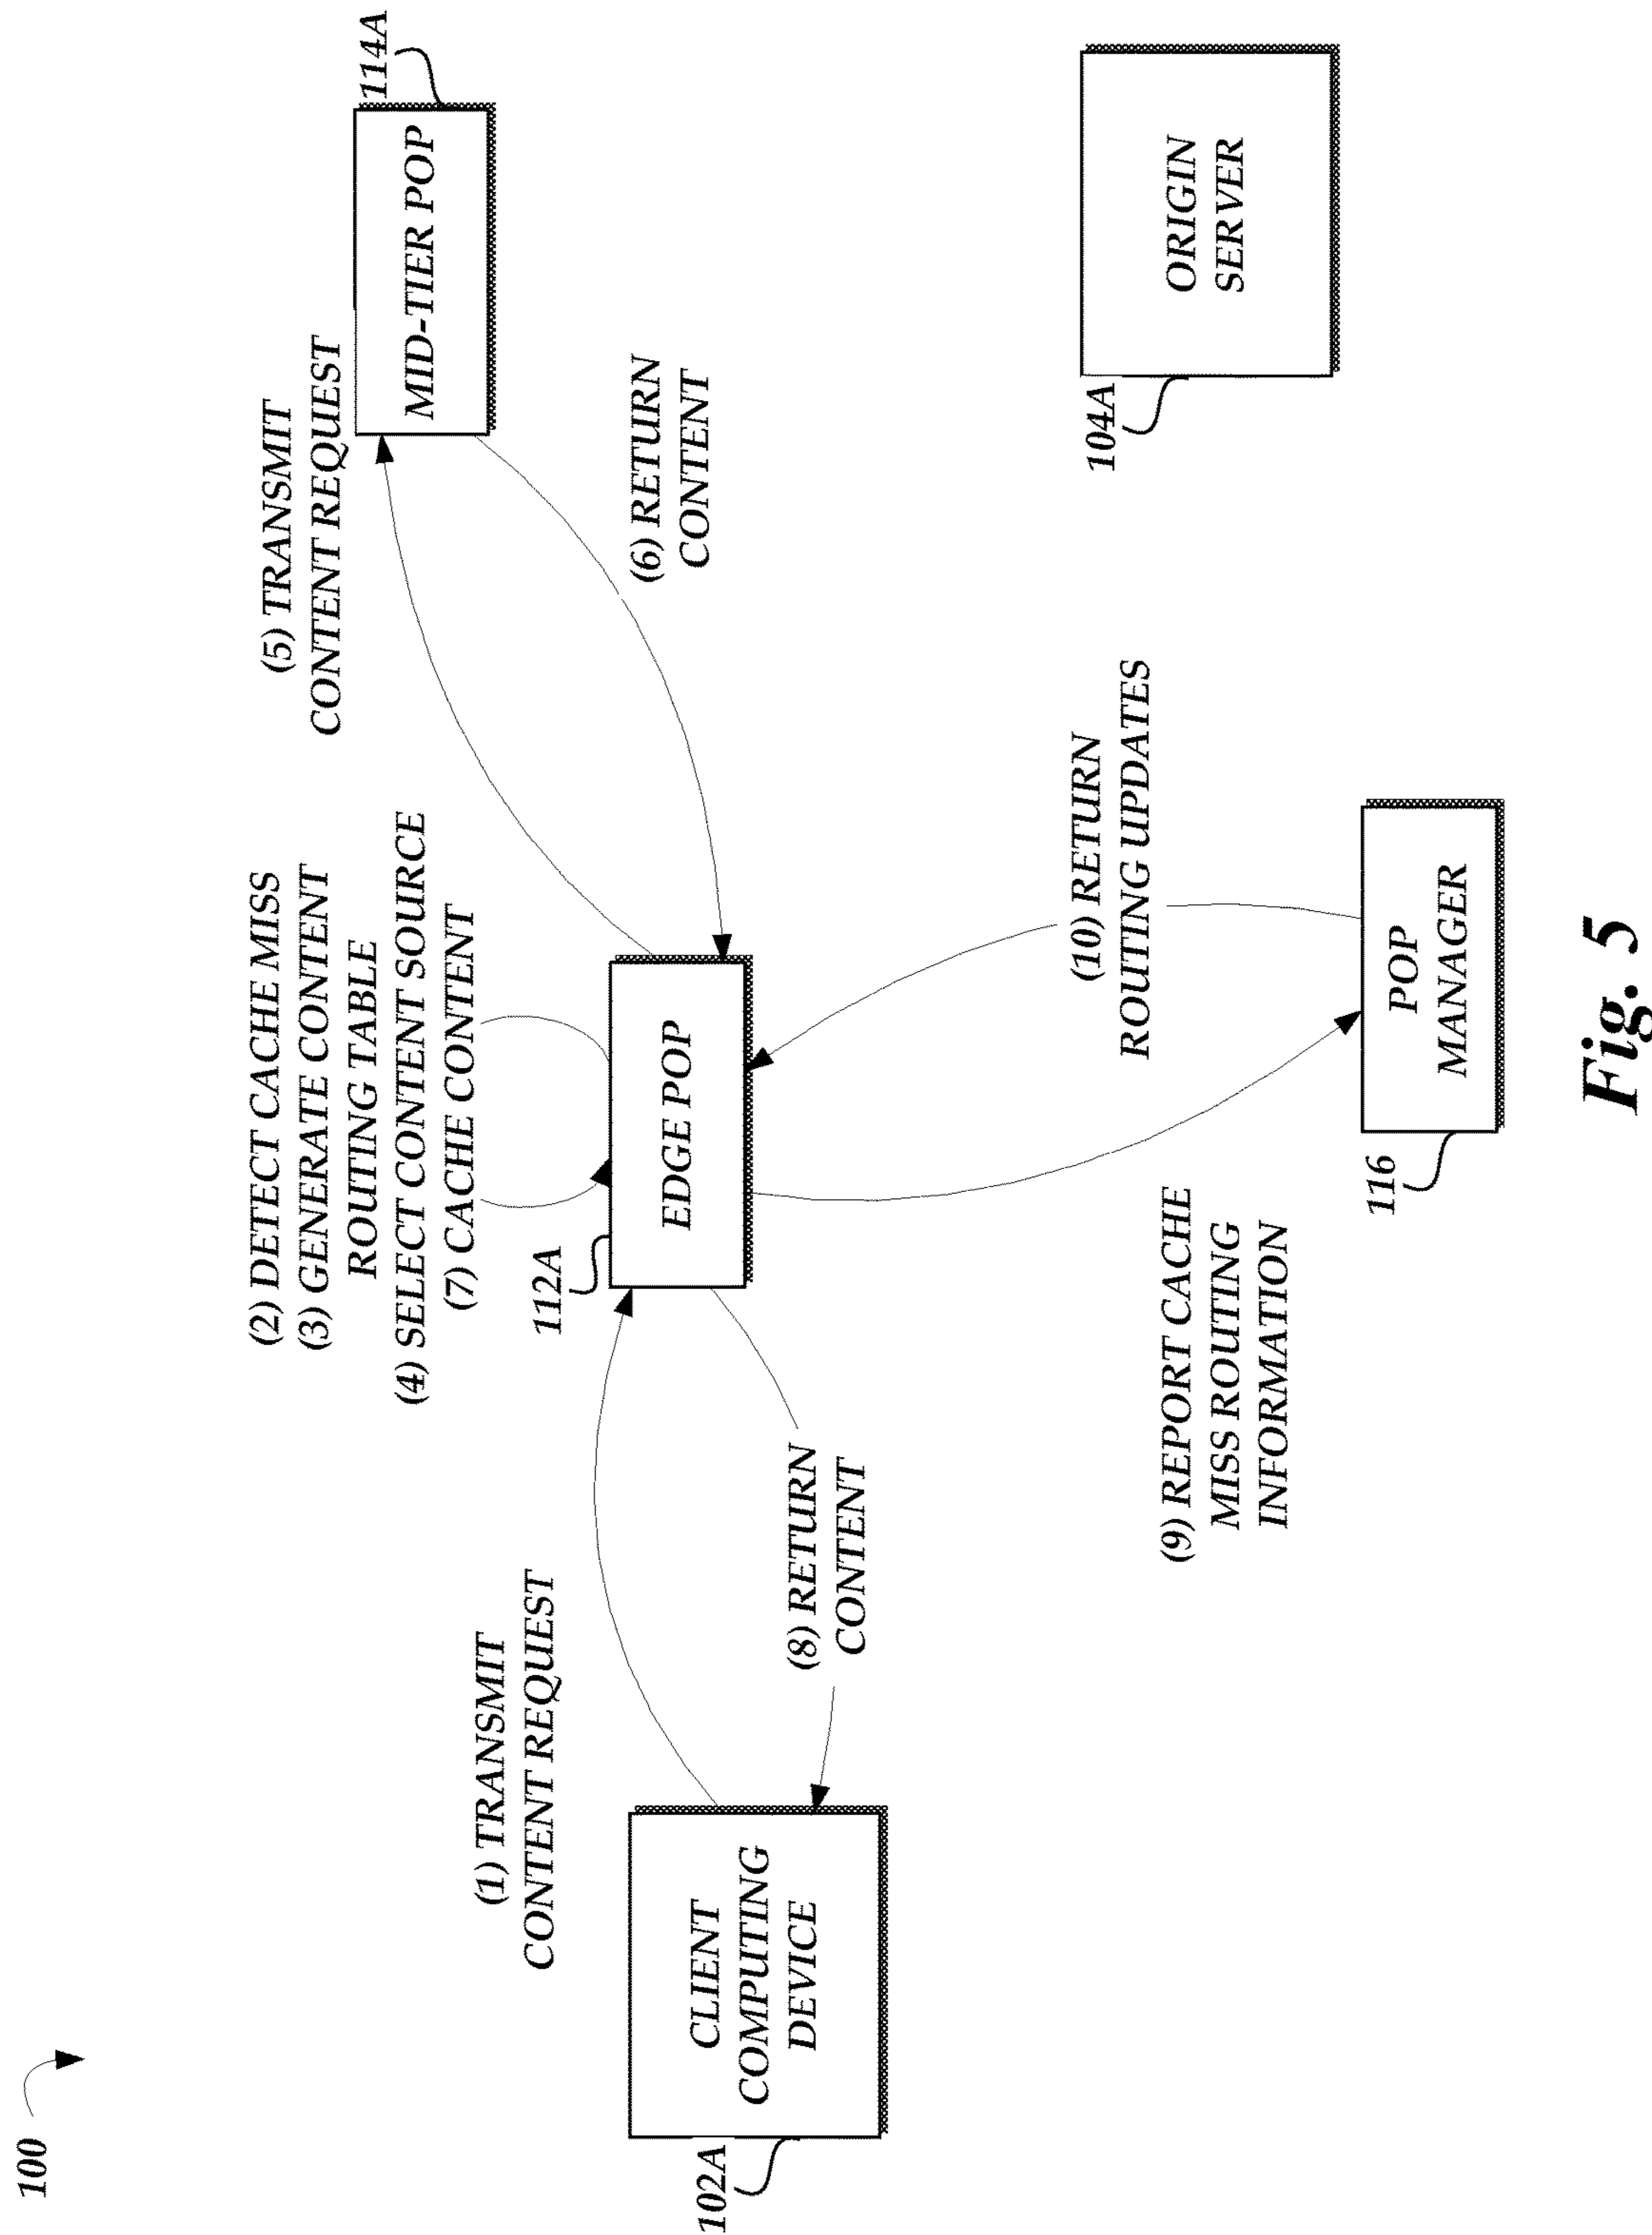 100
(2) DETECT CACHE MISS
(3) GENERATE CONTENT
ROUTING TABLE
(4) SELECT CONTENT SOURCE
(7) CACHE CONTENT
(5) TRANSMIT
CONTENT REQUEST
114A
MID-TIER POP
(1) TRANSMIT
CONTENT REQUEST
112A
EDGE POP
(6) RETURN
CONTENT
102A
CLIENT
COMPUTING
DEVICE
(8) RETURN
CONTENT
(10) RETURN
ROUTING UPDATES
104A
ORIGIN
SERVER
(9) REPORT CACHE
MISS ROUTING
INFORMATION
116
POP
MANAGER
Fig. 5